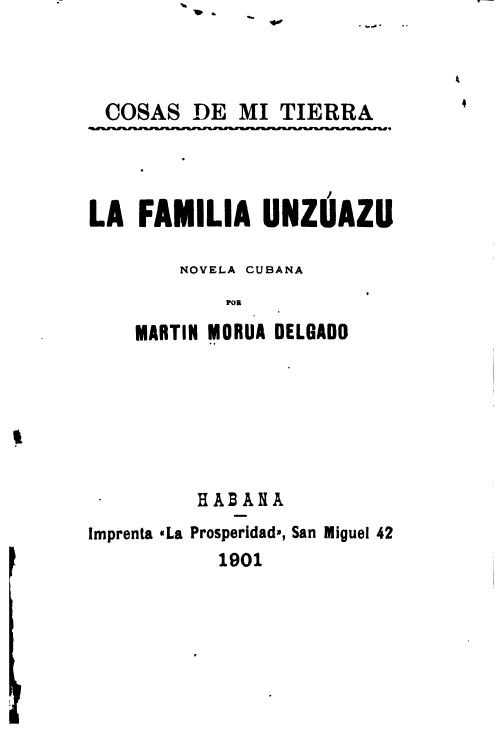 COSAS DE MI TIERRA
LA FAMILIA UNZÚAZU
NOVELA CUBANA
POR
MARTIN MORUA DELGADO
HABANA
Imprenta «La Prosperidad», San Miguel 42
1901